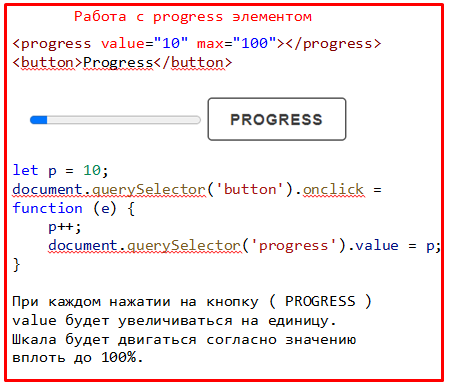 Работа с progress элементом
<progress value="10" max="100"></progress>
<button>Progress</button>
PROGRESS
let p = 10;
document.querySelector('button').onclick =
function (e) {
    p++;
    document.querySelector('progress').value = p;
}
При каждом нажатии на кнопку ( PROGRESS )
value будет увеличиваться на единицу.
Шкала будет двигаться согласно значению
вплоть до 100%.